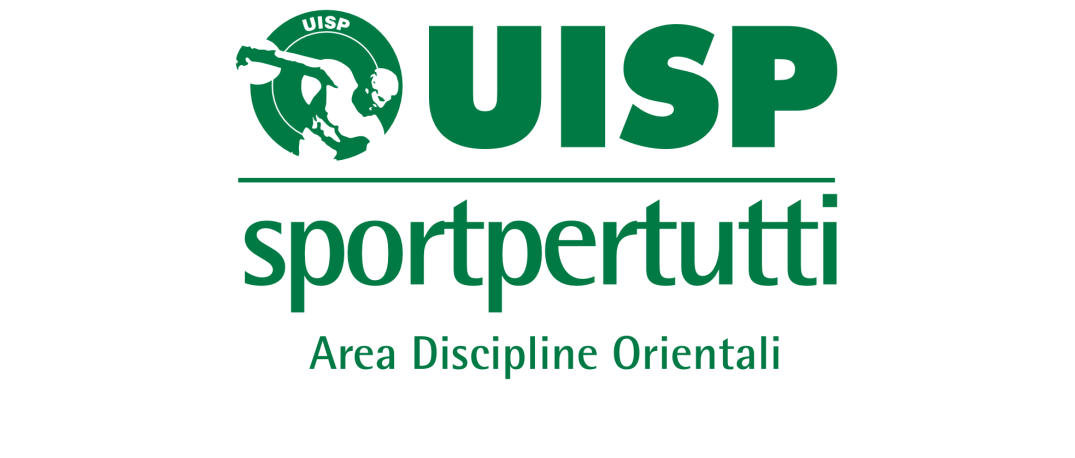 UISP
UISP
sportpertutti
Area Discipline Orientali